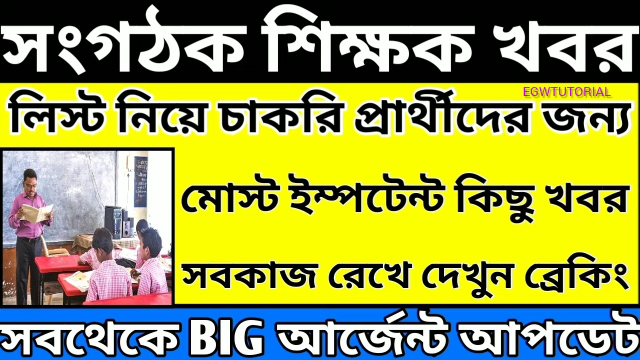 সংগঠক শিক্ষক খবর
EGWTUTORIAL
লিস্ট নিয়ে চাকরি প্রার্থীদের জন্য
মোস্ট ইম্পটেন্ট কিছু খবর
সবকাজ রেখে দেখুন ব্রেকিং
সবথেকে BIG আর্জেন্ট আপডেট